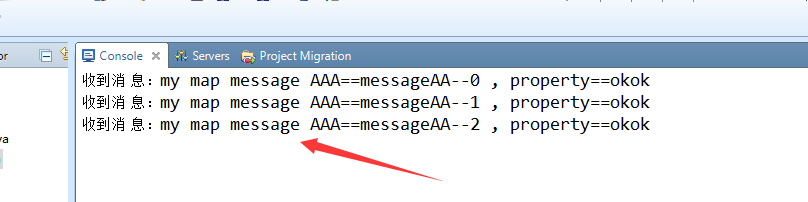 or
Console
Servers
Project Migration
收到消息：my map message AAA==messageAA--0 , property==okok
收到消息：my map message AAA==messageAA--1 , property==okok
收到消息：my map message AAA==messageAA--2 , property==okok
va